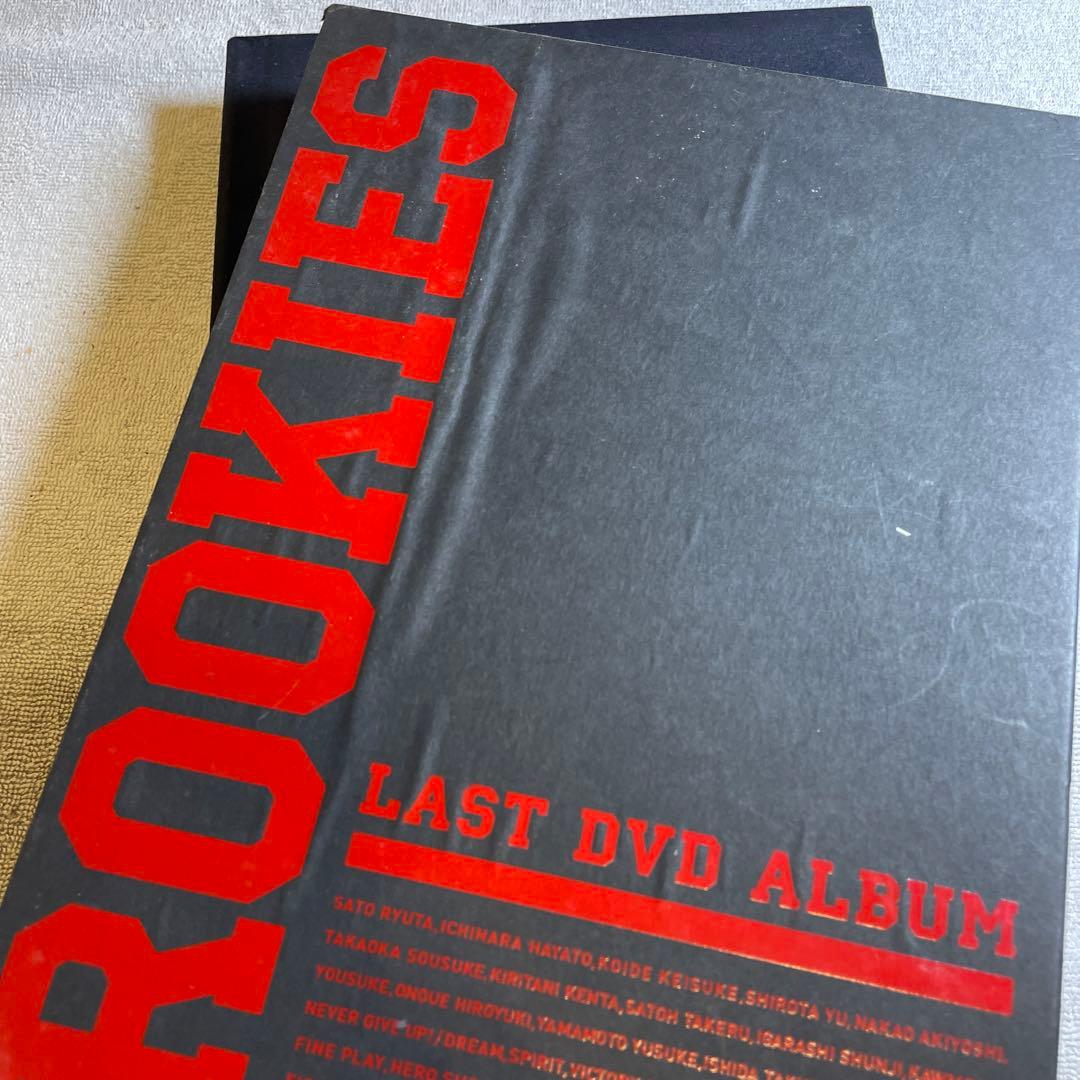 ROOKIES
LAST DVD ALBUM
SATO RYUTA, ICHIHARA HAYATO, KOIDE KEISUKE, SHIROTA YU, NAKAO AKIYOSHI,
TAKAOKA SOUSUKE, KIRITANI KENTA, SATOH TAKERU, IGARASHI SHUNJI,
YOUSUKE, ONOUE HIROYUKI, YAMAMOTO YUSUKE, ISHIDA
NEVER GIVE UP! / DREAM, SPIRIT,
FINE PLAY, HERO